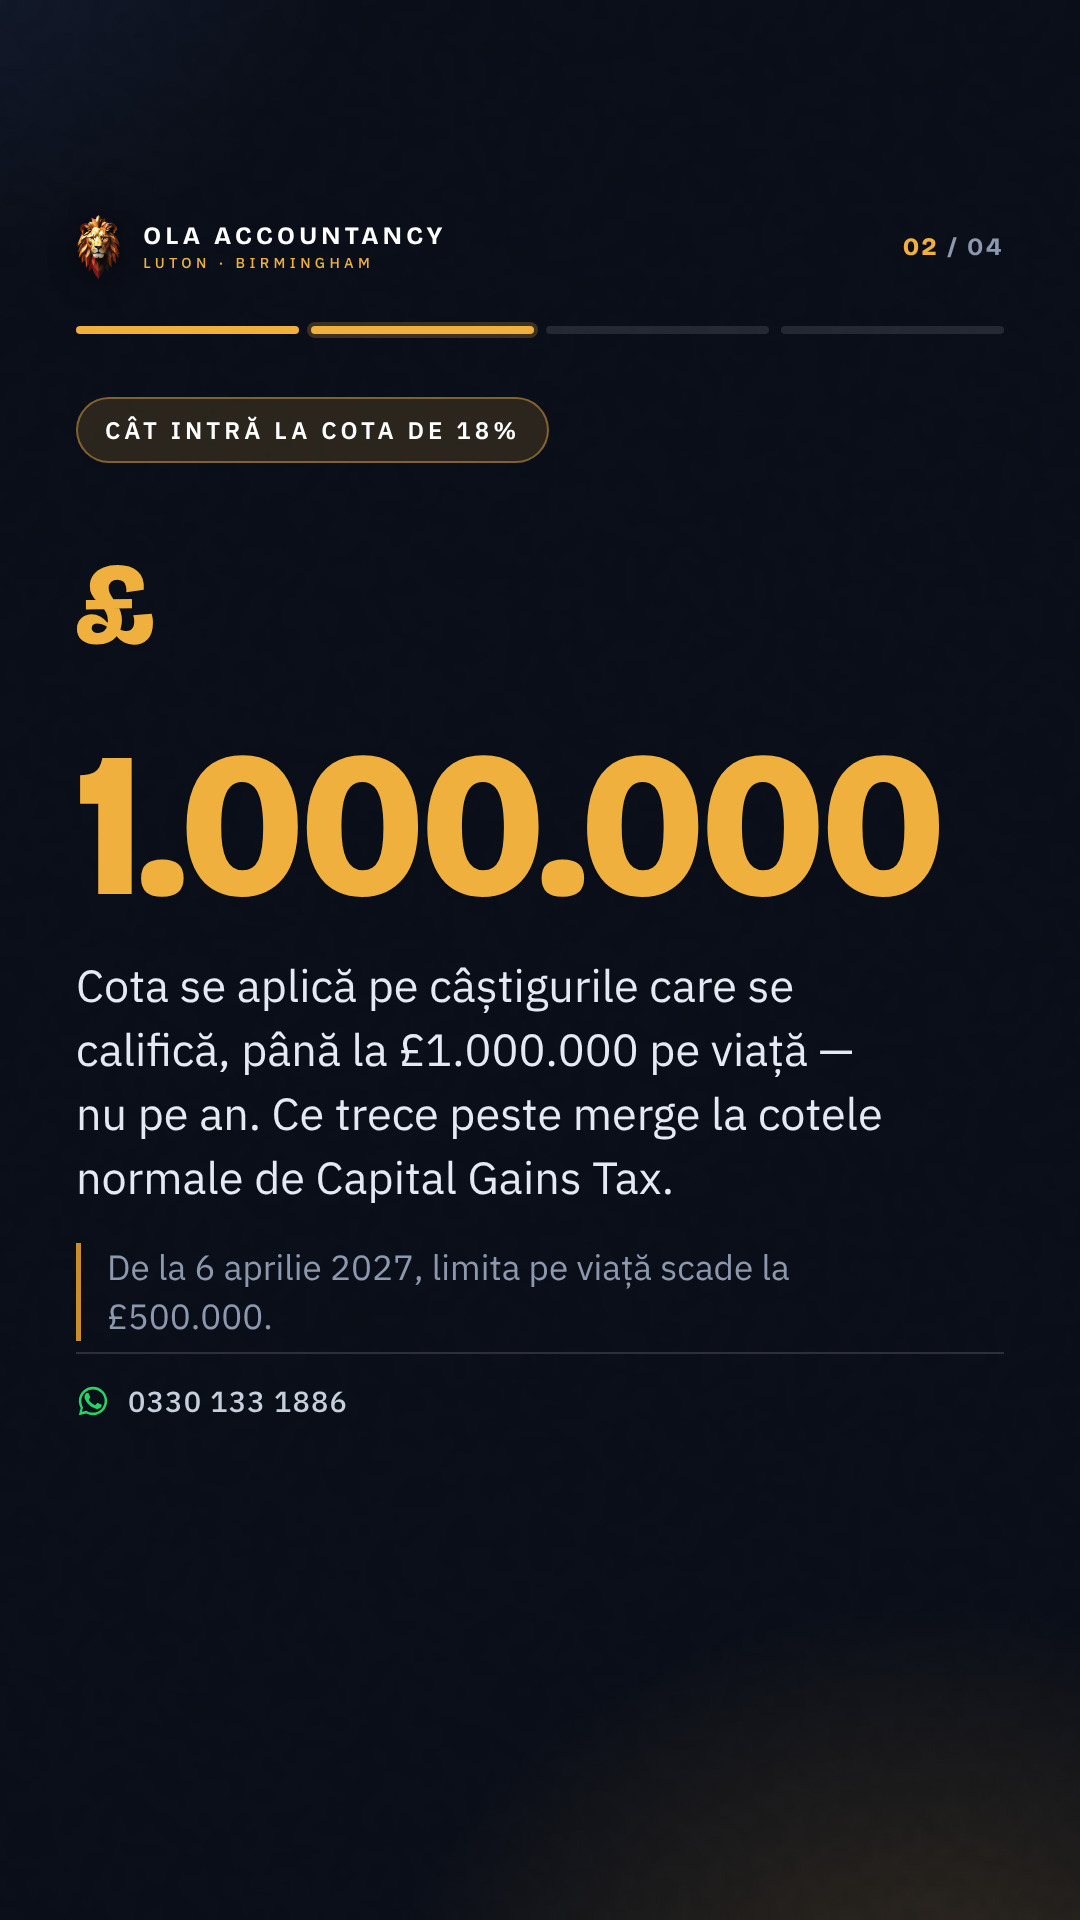 OLA ACCOUNTANCY
LUTON · BIRMINGHAM
02 / 04
CÂT INTRĂ LA COTA DE 18%
£
1.000.000
Cota se aplică pe câștigurile care se
califică, până la £1.000.000 pe viață —
nu pe an. Ce trece peste merge la cotele
normale de Capital Gains Tax.
De la 6 aprilie 2027, limita pe viață scade la
£500.000.
0330 133 1886